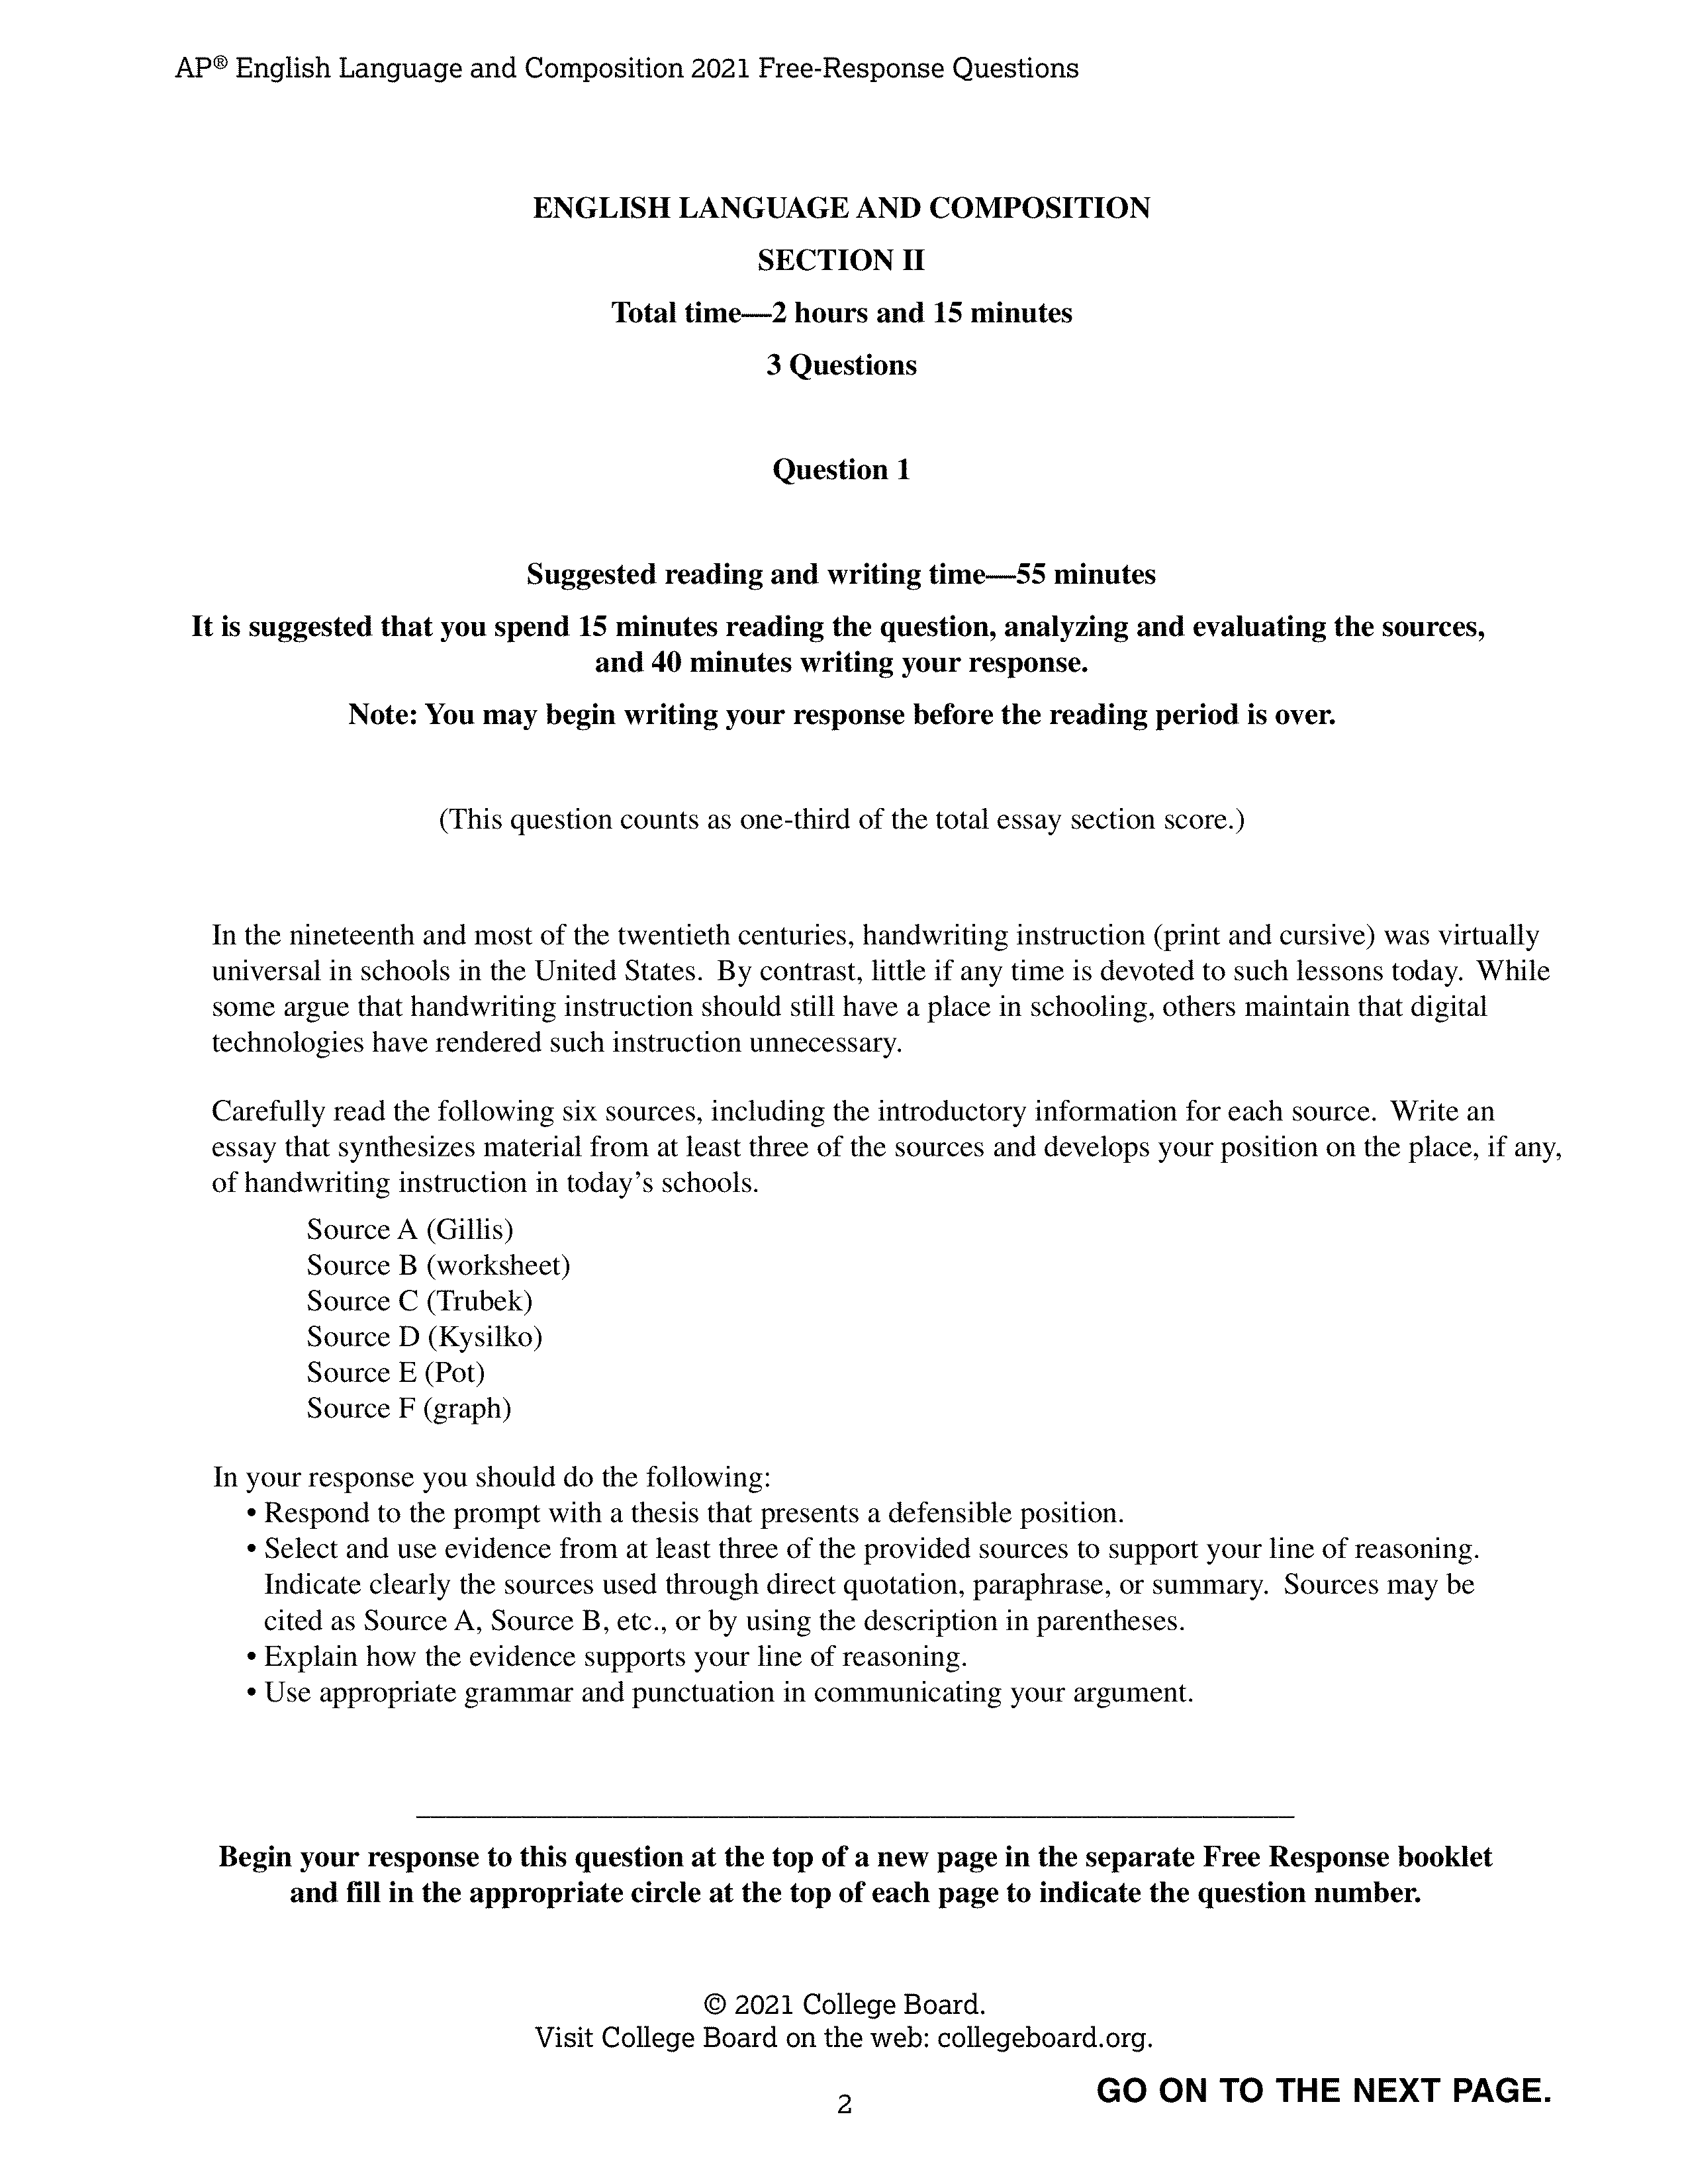 AP® English Language and Composition 2021 Free-Response Questions
ENGLISH LANGUAGE AND COMPOSITION
SECTION II
Total time—2 hours and 15 minutes
3 Questions
Question 1
Suggested reading and writing time—55 minutes
It is suggested that you spend 15 minutes reading the question, analyzing and evaluating the sources,
and 40 minutes writing your response.
Note: You may begin writing your response before the reading period is over.
(This question counts as one-third of the total essay section score.)
In the nineteenth and most of the twentieth centuries, handwriting instruction (print and cursive) was virtually
universal in schools in the United States. By contrast, little if any time is devoted to such lessons today. While
some argue that handwriting instruction should still have a place in schooling, others maintain that digital
technologies have rendered such instruction unnecessary.
Carefully read the following six sources, including the introductory information for each source. Write an
essay that synthesizes material from at least three of the sources and develops your position on the place, if any,
of handwriting instruction in today's schools.
Source A (Gillis)
Source B (worksheet)
Source C (Trubek)
Source D (Kysilko)
Source E (Pot)
Source F (graph)
In your response you should do the following:
• Respond to the prompt with a thesis that presents a defensible position.
• Select and use evidence from at least three of the provided sources to support your line of reasoning.
Indicate clearly the sources used through direct quotation, paraphrase, or summary. Sources may be
cited as Source A, Source B, etc., or by using the description in parentheses.
• Explain how the evidence supports your line of reasoning.
• Use appropriate grammar and punctuation in communicating your argument.
Begin your response to this question at the top of a new page in the separate Free Response booklet
and fill in the appropriate circle at the top of each page to indicate the question number.
© 2021 College Board.
Visit College Board on the web: collegeboard.org.
GO ON TO THE NEXT PAGE.
2